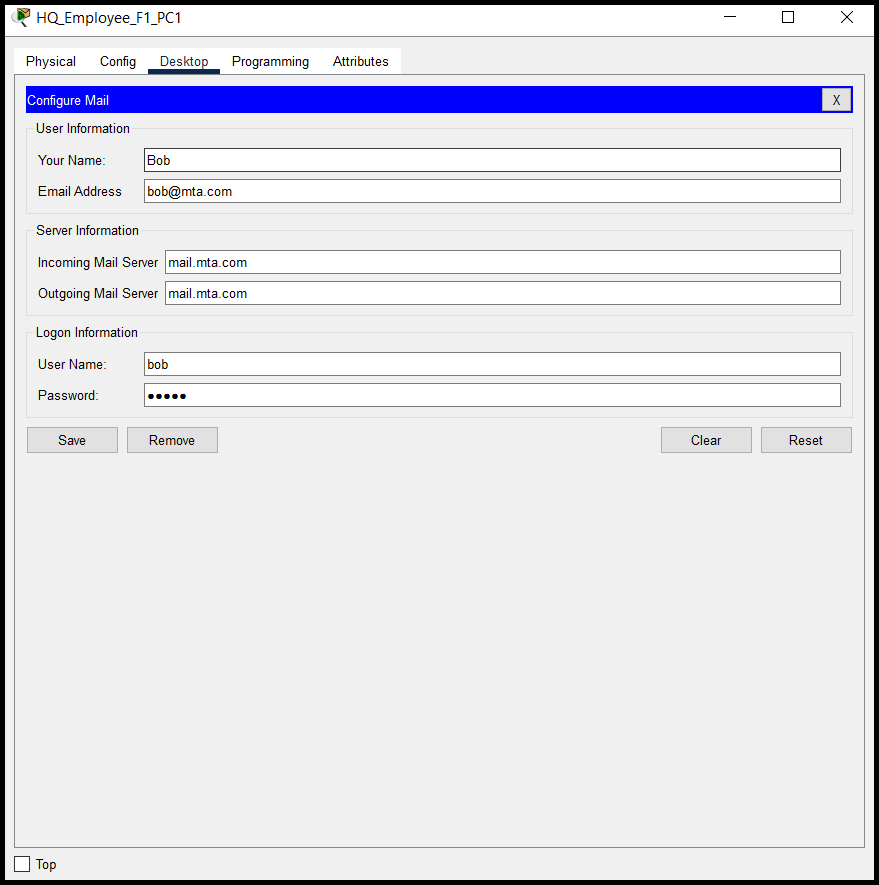 HQ_Employee_F1_PC1
Physical Config Desktop Programming Attributes
Configure Mail X
User Information
Your Name: Bob
Email Address bob@mta.com
Server Information
Incoming Mail Server mail.mta.com
Outgoing Mail Server mail.mta.com
Logon Information
User Name: bob
Password: ●●●●●
Save Remove Clear Reset
Top